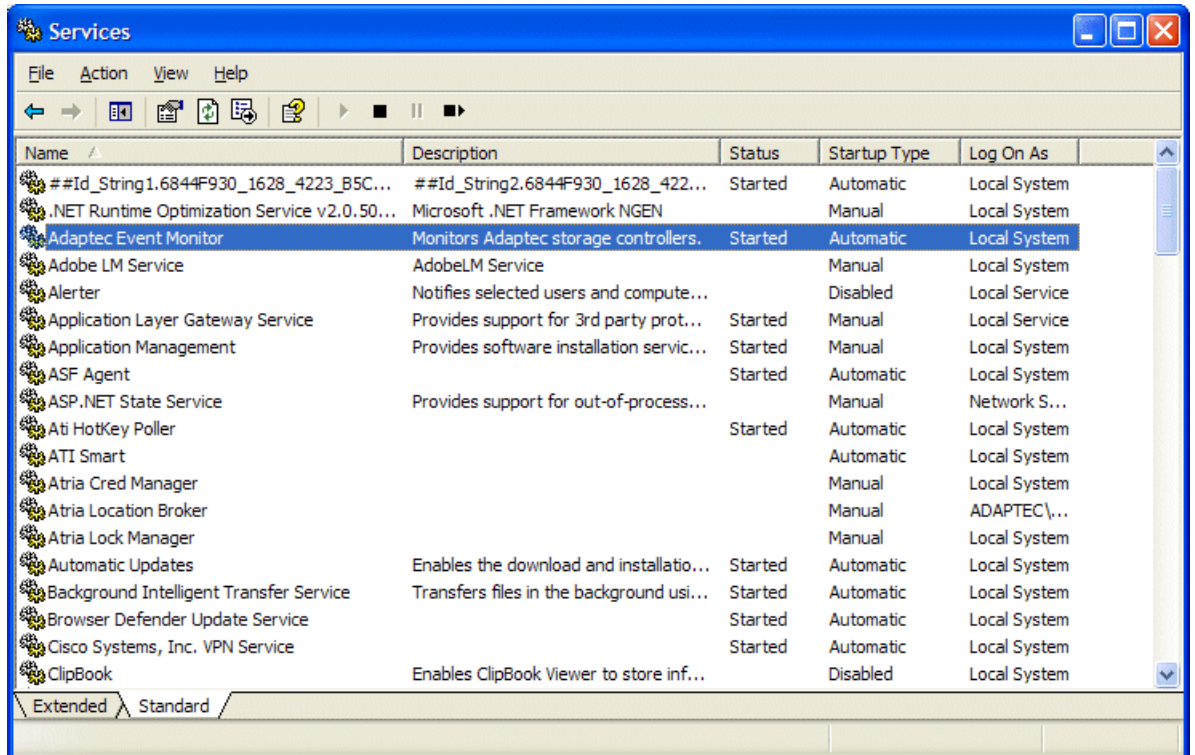 Services
File Action View Help
Name Description Status Startup Type Log On As
##Id_String1.6844F930_1628_4223_B5C... ##Id_String2.6844F930_1628_422... Started Automatic Local System
.NET Runtime Optimization Service v2.0.50... Microsoft .NET Framework NGEN Manual Local System
Adaptec Event Monitor Monitors Adaptec storage controllers. Started Automatic Local System
Adobe LM Service AdobeLM Service Manual Local System
Alerter Notifies selected users and compute... Disabled Local Service
Application Layer Gateway Service Provides support for 3rd party prot... Started Manual Local Service
Application Management Provides software installation servic... Started Manual Local System
ASF Agent Started Automatic Local System
ASP.NET State Service Provides support for out-of-process... Manual Network S...
Ati HotKey Poller Started Automatic Local System
ATI Smart Automatic Local System
Atria Cred Manager Manual Local System
Atria Location Broker Manual ADAPTEC\...
Atria Lock Manager Manual Local System
Automatic Updates Enables the download and installatio... Started Automatic Local System
Background Intelligent Transfer Service Transfers files in the background usi... Started Automatic Local System
Browser Defender Update Service Started Automatic Local System
Cisco Systems, Inc. VPN Service Started Automatic Local System
ClipBook Enables ClipBook Viewer to store inf... Disabled Local System
Extended Standard